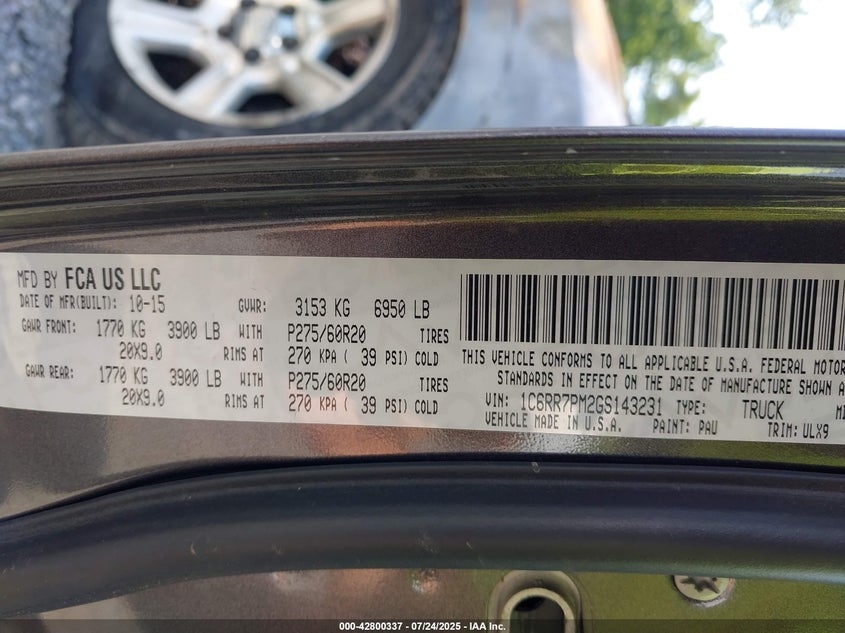 MFD BY FCA US LLC
DATE OF MFR(BUILT): 10-15 GVWR: 3153 KG 6950 LB
GAWR FRONT: 1770 KG 3900 LB WITH P275/60R20 TIRES
20X9.0 RIMS AT 270 KPA ( 39 PSI) COLD
GAWR REAR: 1770 KG 3900 LB WITH P275/60R20 TIRES
20X9.0 RIMS AT 270 KPA ( 39 PSI) COLD
THIS VEHICLE CONFORMS TO ALL APPLICABLE U.S.A. FEDERAL MOTOR
STANDARDS IN EFFECT ON THE DATE OF MANUFACTURE SHOWN A
VIN: 1C6RR7PM2GS143231 TYPE: TRUCK
VEHICLE MADE IN U.S.A. PAINT: PAU TRIM: ULX9
000-42800337 - 07/24/2025 - IAA Inc.